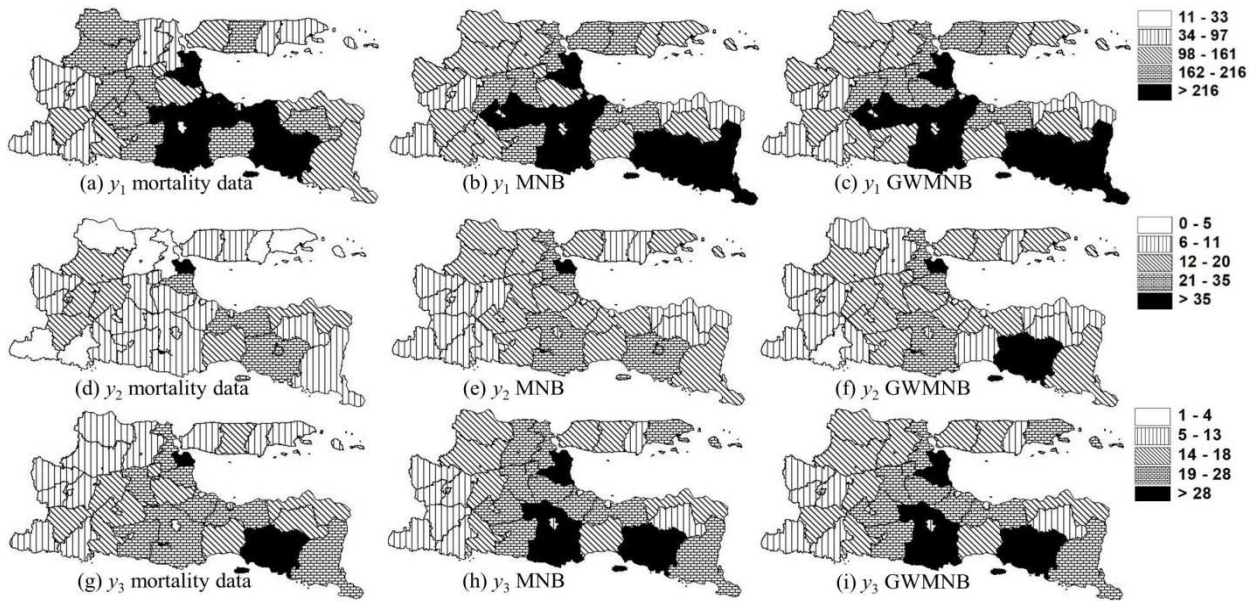 11 - 33
34 - 97
98 - 161
162 - 216
> 216
(a) y1 mortality data
(b) y1 MNB
(c) y1 GWMNB
0 - 5
6 - 11
12 - 20
21 - 35
> 35
(d) y2 mortality data
(e) y2 MNB
(f) y2 GWMNB
1 - 4
5 - 13
14 - 18
19 - 28
> 28
(g) y3 mortality data
(h) y3 MNB
(i) y3 GWMNB